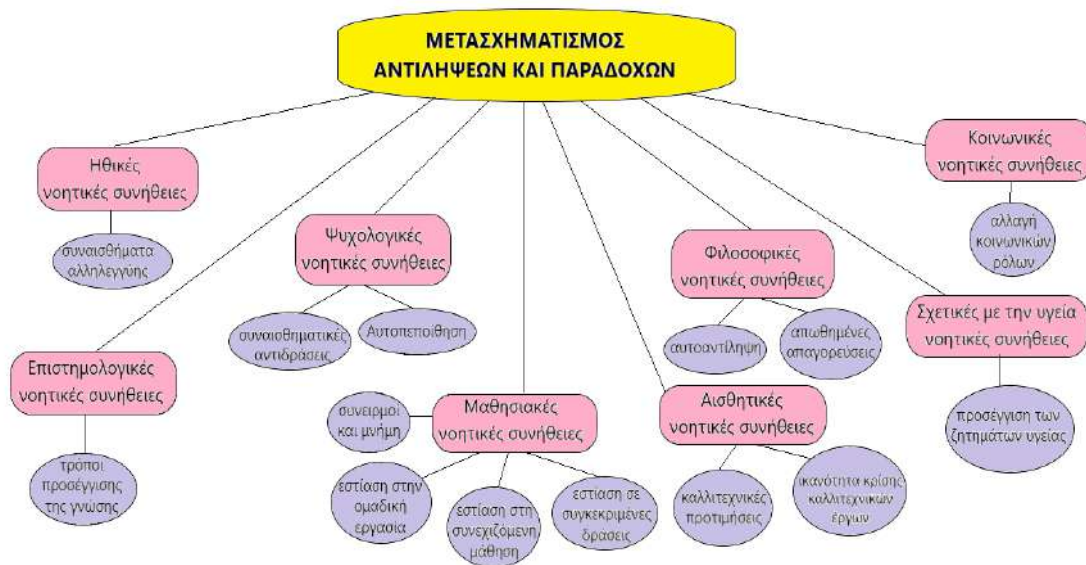 ΜΕΤΑΣΧΗΜΑΤΙΣΜΟΣ
ΑΝΤΙΛΗΨΕΩΝ ΚΑΙ ΠΑΡΑΔΟΧΩΝ
Ηθικές
νοητικές συνήθειες
συναισθήματα
αλληλεγγύης
Κοινωνικές
νοητικές συνήθειες
αλλαγή
κοινωνικών
ρόλων
Ψυχολογικές
νοητικές συνήθειες
συναισθηματικές
αντιδράσεις
Αυτοπεποίθηση
Φιλοσοφικές
νοητικές συνήθειες
αυτοαντίληψη
απωθημένες
απαγορεύσεις
Σχετικές με την υγεία
νοητικές συνήθειες
προσέγγιση των
ζητημάτων υγείας
Επιστημολογικές
νοητικές συνήθειες
τρόποι
προσέγγισης
της γνώσης
Μαθησιακές
νοητικές συνήθειες
συνειρμοί
και μνήμη
εστίαση στην
ομαδική
εργασία
εστίαση στη
συνεχιζόμενη
μάθηση
εστίαση σε
συγκεκριμένες
δράσεις
Αισθητικές
νοητικές συνήθειες
καλλιτεχνικές
προτιμήσεις
ικανότητα κρίσης
καλλιτεχνικών
έργων